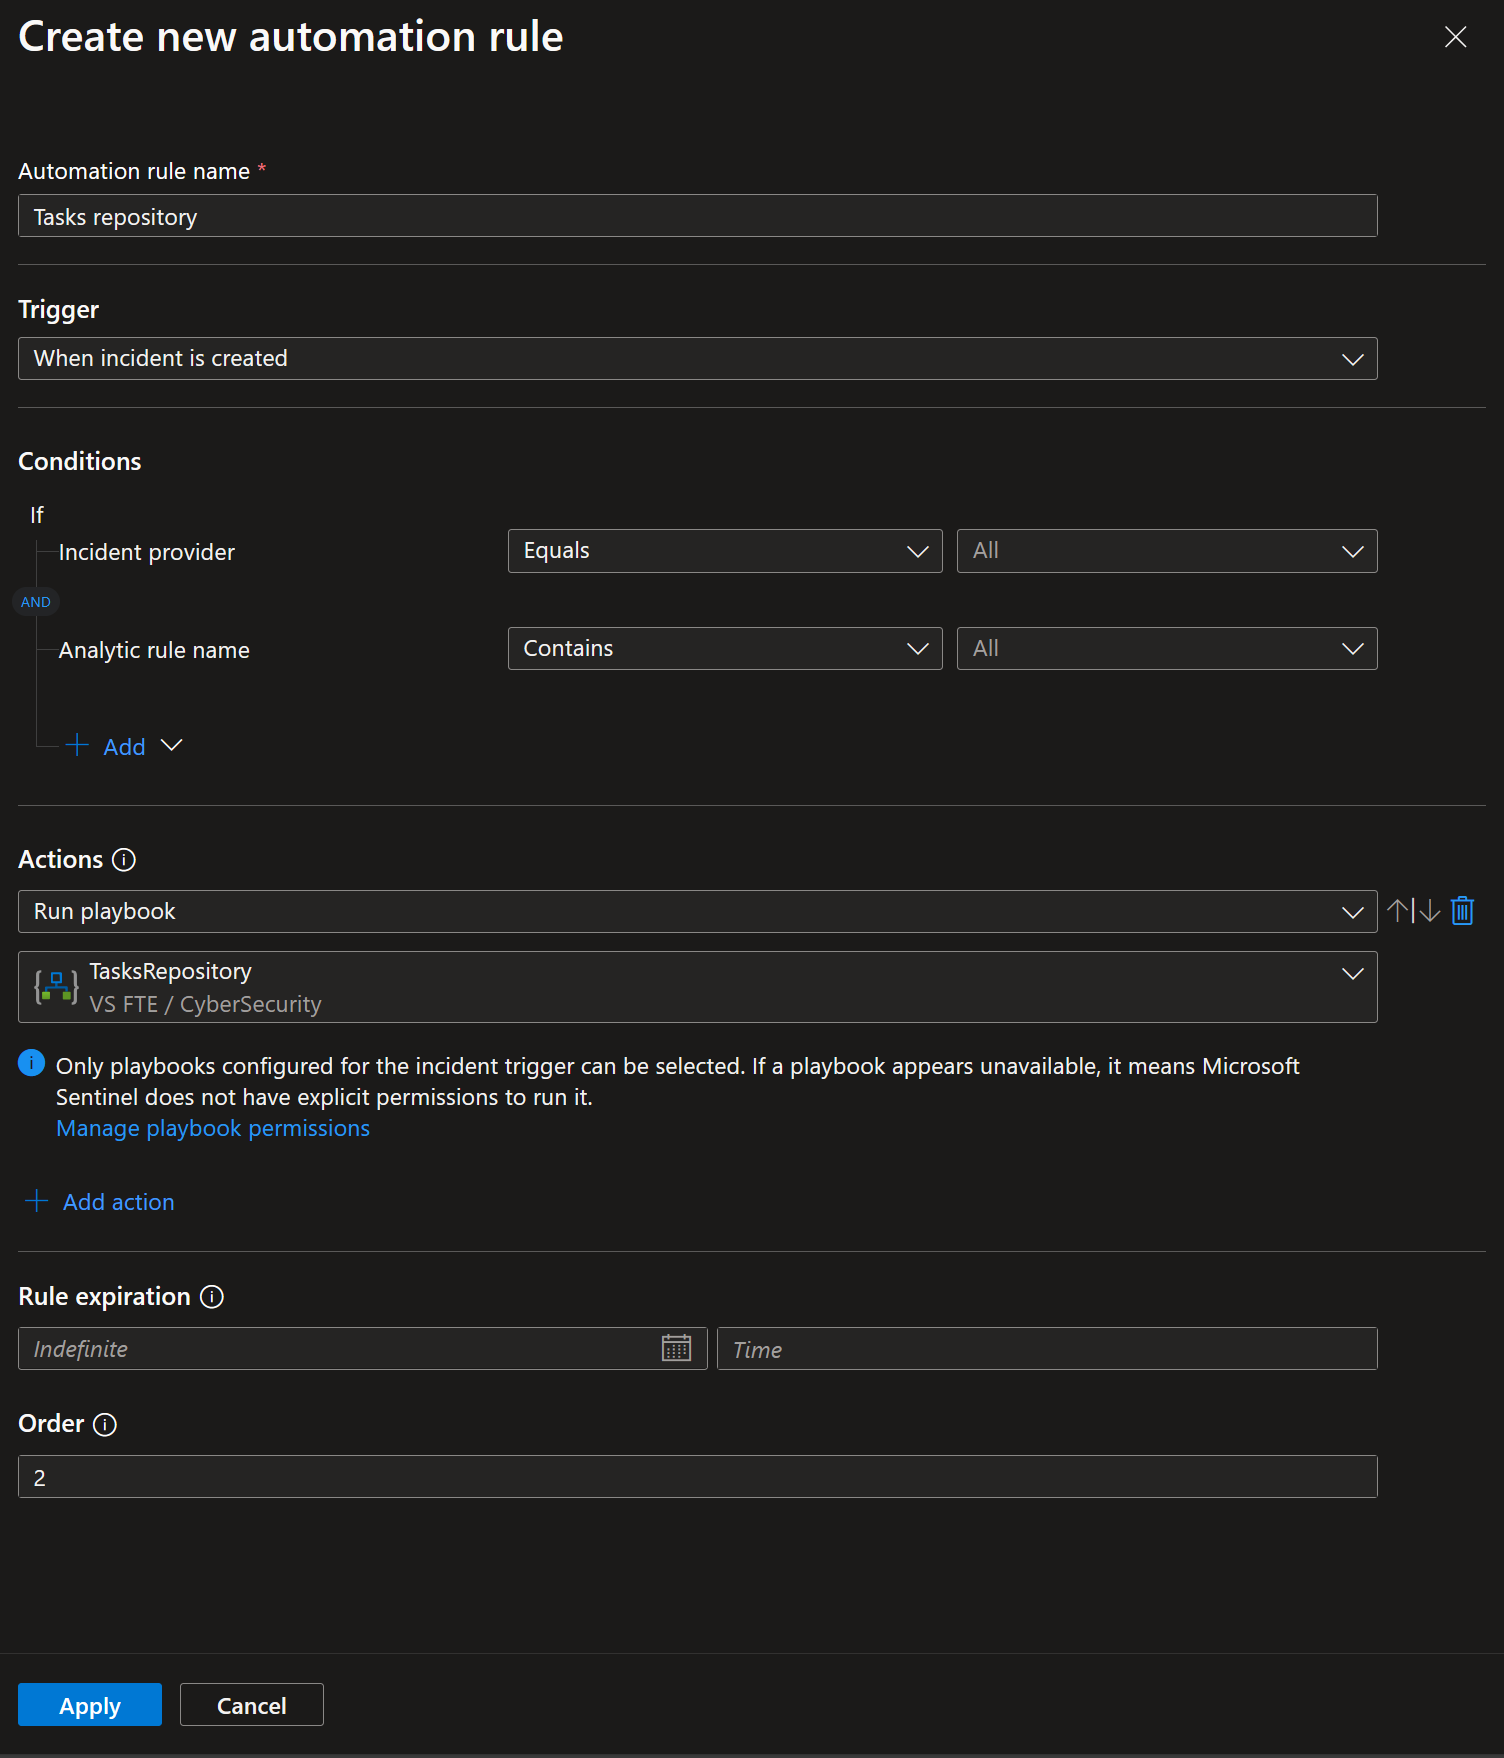 Create new automation rule
Automation rule name *
Tasks repository
Trigger
When incident is created
Conditions
If
Incident provider
Equals
All
AND
Analytic rule name
Contains
All
Add
Actions
Run playbook
TasksRepository
VS FTE / CyberSecurity
Only playbooks configured for the incident trigger can be selected. If a playbook appears unavailable, it means Microsoft
Sentinel does not have explicit permissions to run it.
Manage playbook permissions
Add action
Rule expiration
Indefinite
Time
Order
2
Apply
Cancel